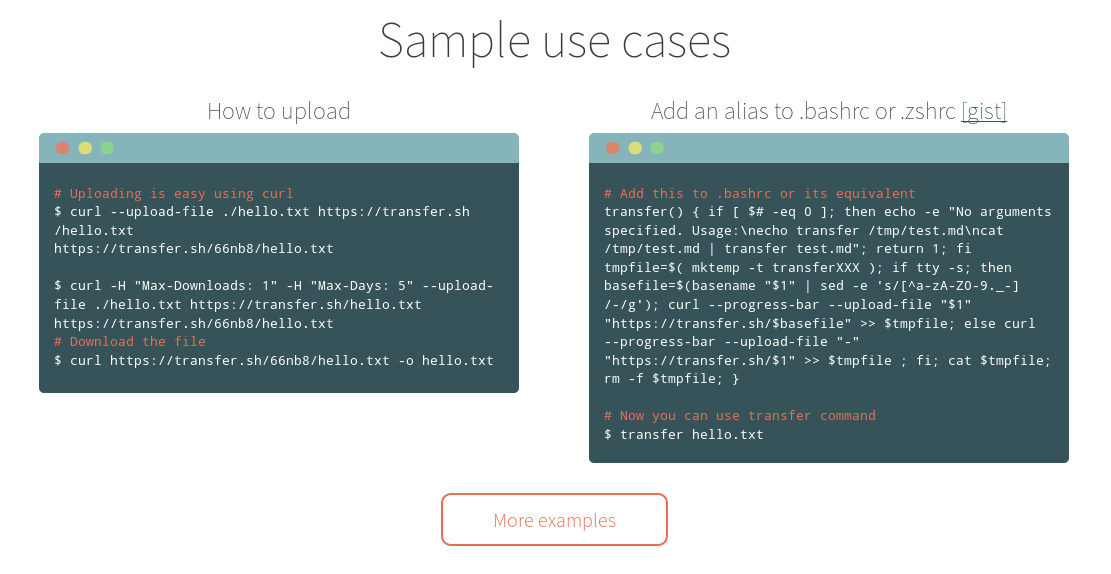 Sample use cases
How to upload
# Uploading is easy using curl
$ curl --upload-file ./hello.txt https://transfer.sh
/hello.txt
https://transfer.sh/66nb8/hello.txt
$ curl -H "Max-Downloads: 1" -H "Max-Days: 5" --upload-
file ./hello.txt https://transfer.sh/hello.txt
https://transfer.sh/66nb8/hello.txt
# Download the file
$ curl https://transfer.sh/66nb8/hello.txt -o hello.txt
Add an alias to .bashrc or .zshrc [gist]
# Add this to .bashrc or its equivalent
transfer() { if [ $# -eq 0 ]; then echo -e "No arguments
specified. Usage:\necho transfer /tmp/test.md\ncat
/tmp/test.md | transfer test.md"; return 1; fi
tmpfile=$( mktemp -t transferXXX ); if tty -s; then
basefile=$(basename "$1" | sed -e 's/[^a-zA-Z0-9._-]
/-/g'); curl --progress-bar --upload-file "$1"
"https://transfer.sh/$basefile" >> $tmpfile; else curl
--progress-bar --upload-file "-"
"https://transfer.sh/$1" >> $tmpfile ; fi; cat $tmpfile;
rm -f $tmpfile; }
# Now you can use transfer command
$ transfer hello.txt
More examples